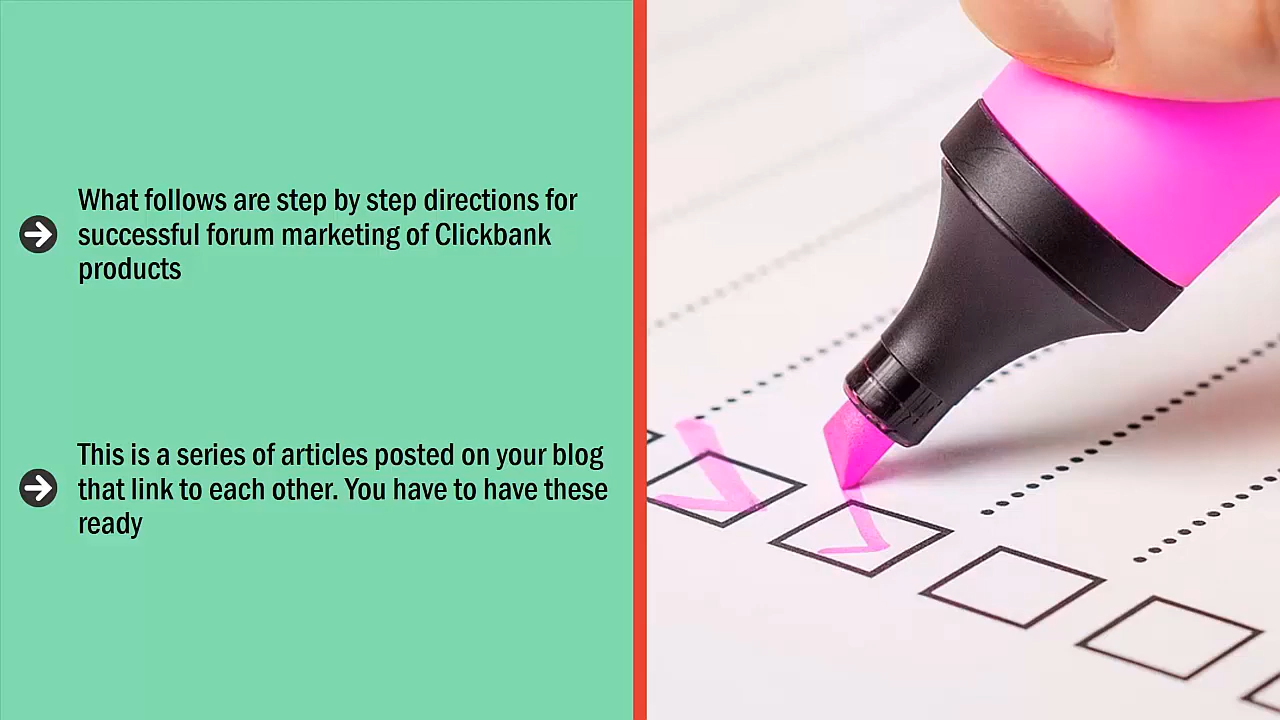 What follows are step by step directions for
successful forum marketing of Clickbank
products
This is a series of articles posted on your blog
that link to each other. You have to have these
ready